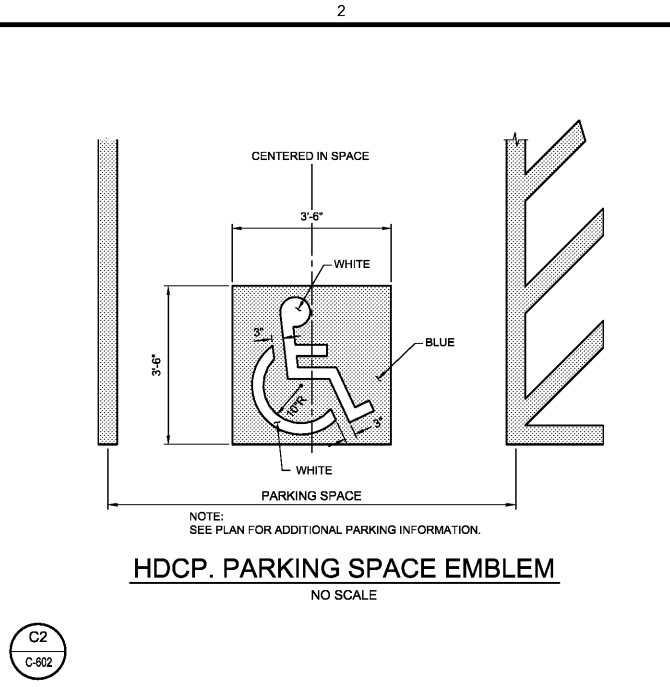 2
CENTERED IN SPACE
3'-6"
WHITE
3"
BLUE
3'-6"
10"R
3"
WHITE
PARKING SPACE
NOTE:
SEE PLAN FOR ADDITIONAL PARKING INFORMATION.
HDCP. PARKING SPACE EMBLEM
NO SCALE
C2
C-602